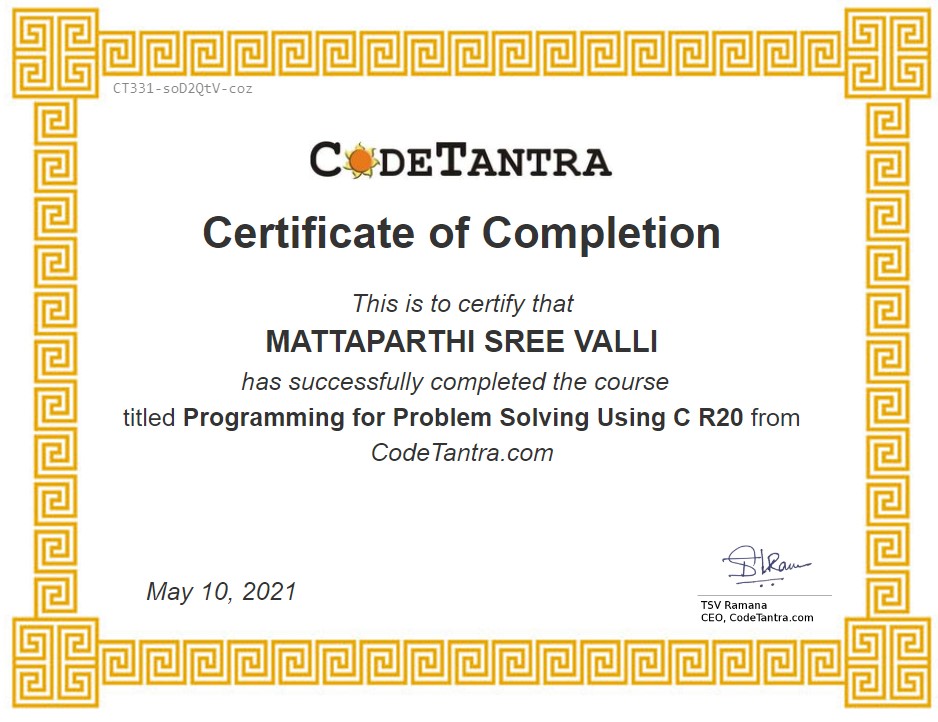 CT331-soD2QtV-coz
CODETANTRA
Certificate of Completion
This is to certify that
MATTAPARTHI SREE VALLI
has successfully completed the course
titled Programming for Problem Solving Using C R20 from
CodeTantra.com
May 10, 2021
TSV Ramana
CEO, CodeTantra.com